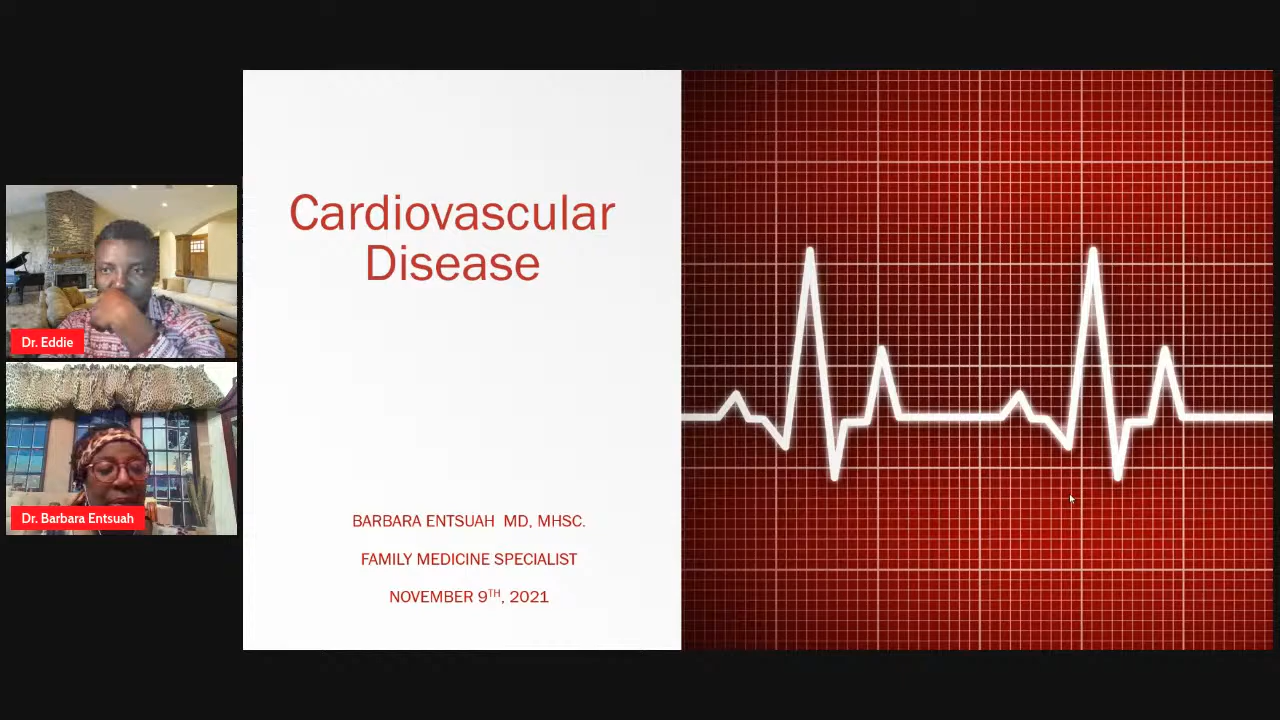 Cardiovascular
Disease
BARBARA ENTSUAH MD, MHSC.
FAMILY MEDICINE SPECIALIST
NOVEMBER 9TH, 2021
Dr. Eddie
Dr. Barbara Entsuah